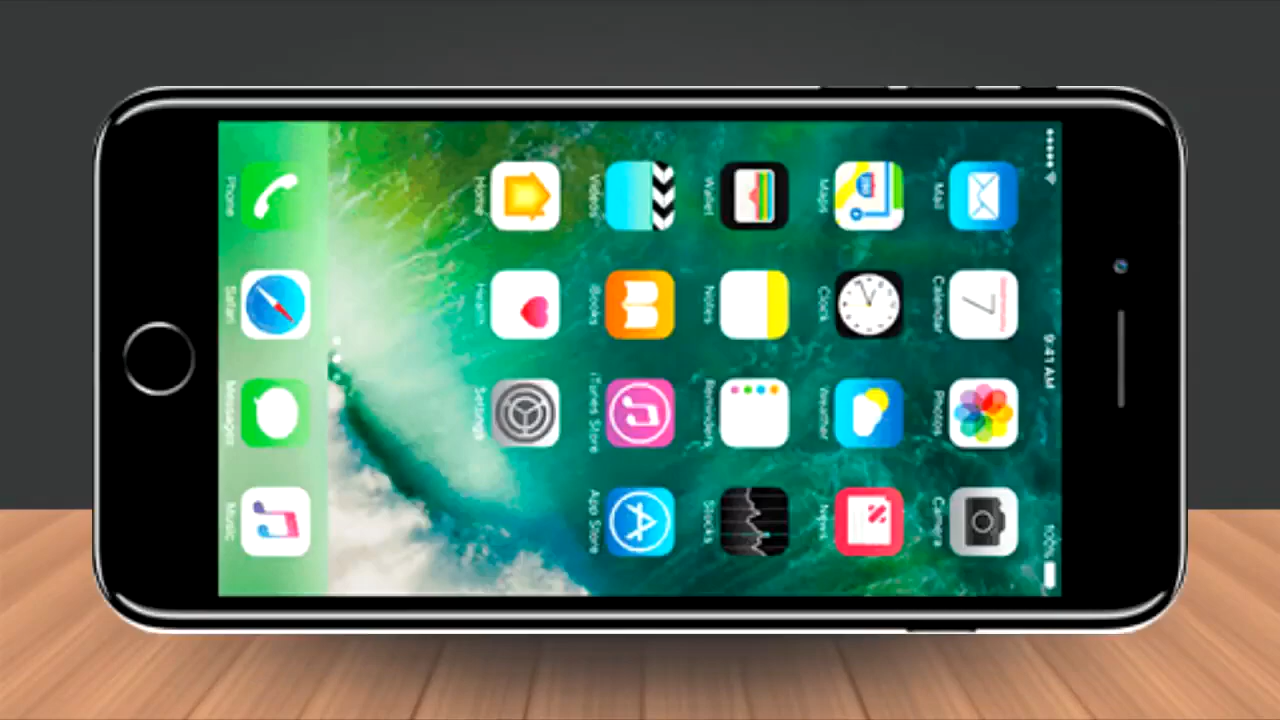 9:41 AM 100%
Mail Calendar Photos Camera
Maps Clock Weather News
Wallet Notes Reminders Stocks
Videos iBooks iTunes Store App Store
Home Health Settings
Phone Safari Messages Music
7